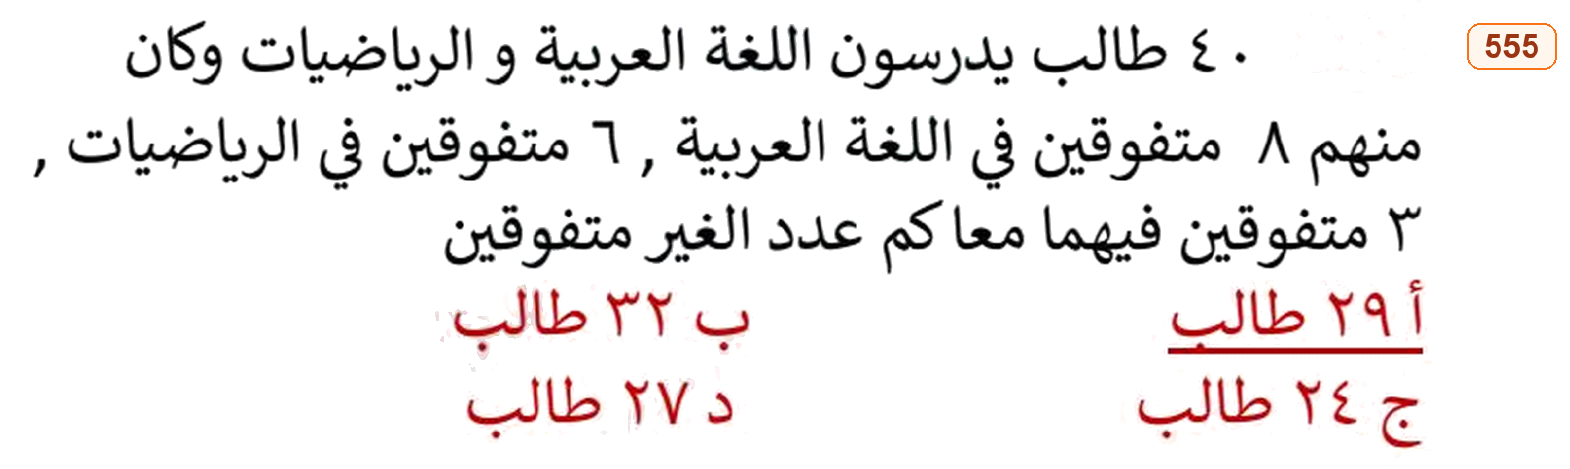 555
٤٠ طالب يدرسون اللغة العربية و الرياضيات وكان
منهم ٨ متفوقين في اللغة العربية , ٦ متفوقين في الرياضيات ,
٣ متفوقين فيهما معا كم عدد الغير متفوقين
أ ٢٩ طالب
ب ٣٢ طالب
ج ٢٤ طالب
د ٢٧ طالب